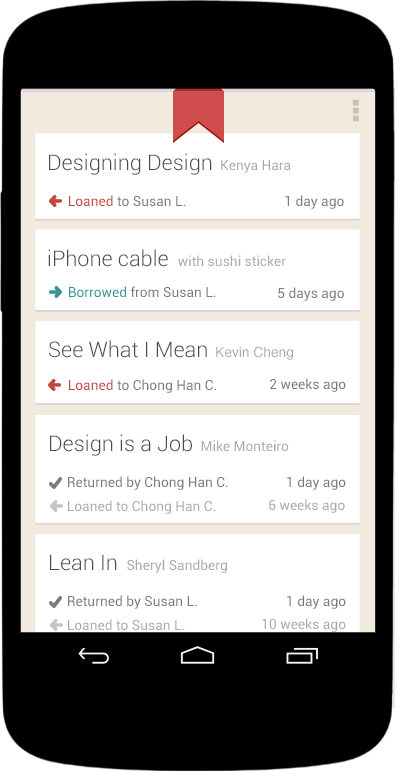 Designing Design Kenya Hara
Loaned to Susan L. 1 day ago
iPhone cable with sushi sticker
Borrowed from Susan L. 5 days ago
See What I Mean Kevin Cheng
Loaned to Chong Han C. 2 weeks ago
Design is a Job Mike Monteiro
Returned by Chong Han C. 1 day ago
Loaned to Chong Han C. 6 weeks ago
Lean In Sheryl Sandberg
Returned by Susan L. 1 day ago
Loaned to Susan L. 10 weeks ago